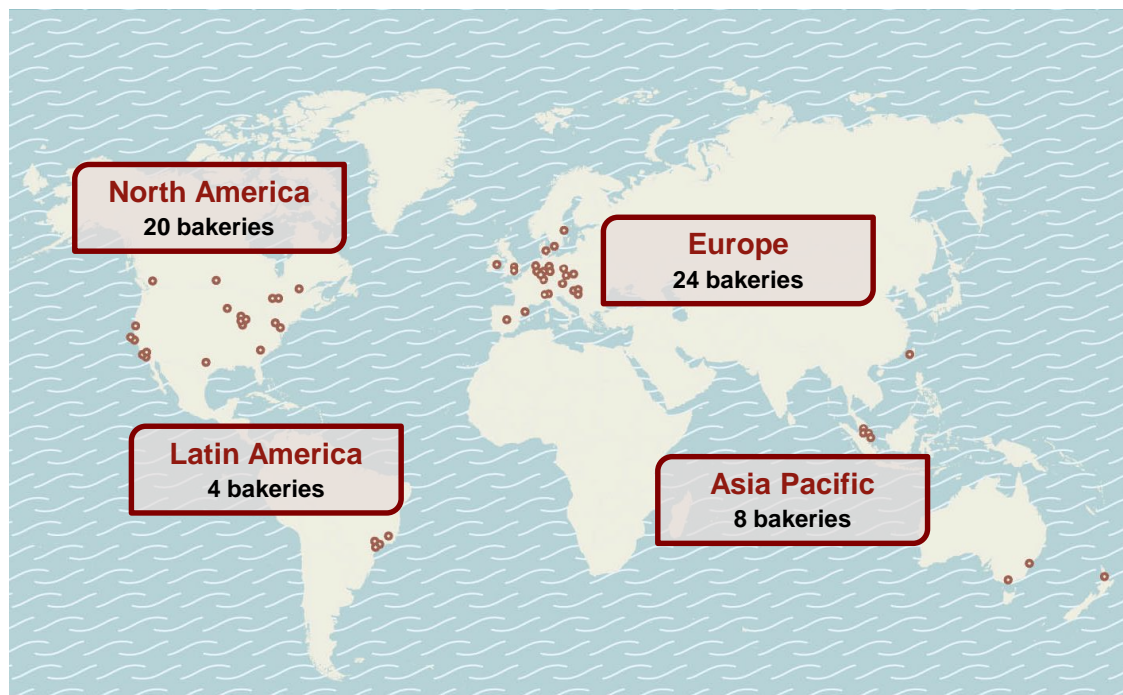 North America
20 bakeries
Europe
24 bakeries
Latin America
4 bakeries
Asia Pacific
8 bakeries